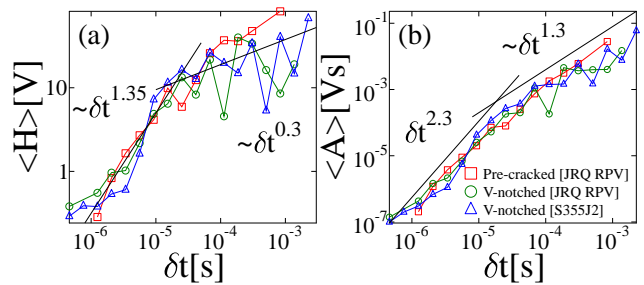 (a)
<H>[V]
10
1
~δt^1.35
~δt^0.3
10^-6
10^-5
10^-4
10^-3
δt[s]
(b)
<A>[Vs]
10^-1
10^-3
10^-5
10^-7
~δt^1.3
δt^2.3
Pre-cracked [JRQ RPV]
V-notched [JRQ RPV]
V-notched [S355J2]
10^-6
10^-5
10^-4
10^-3
δt[s]